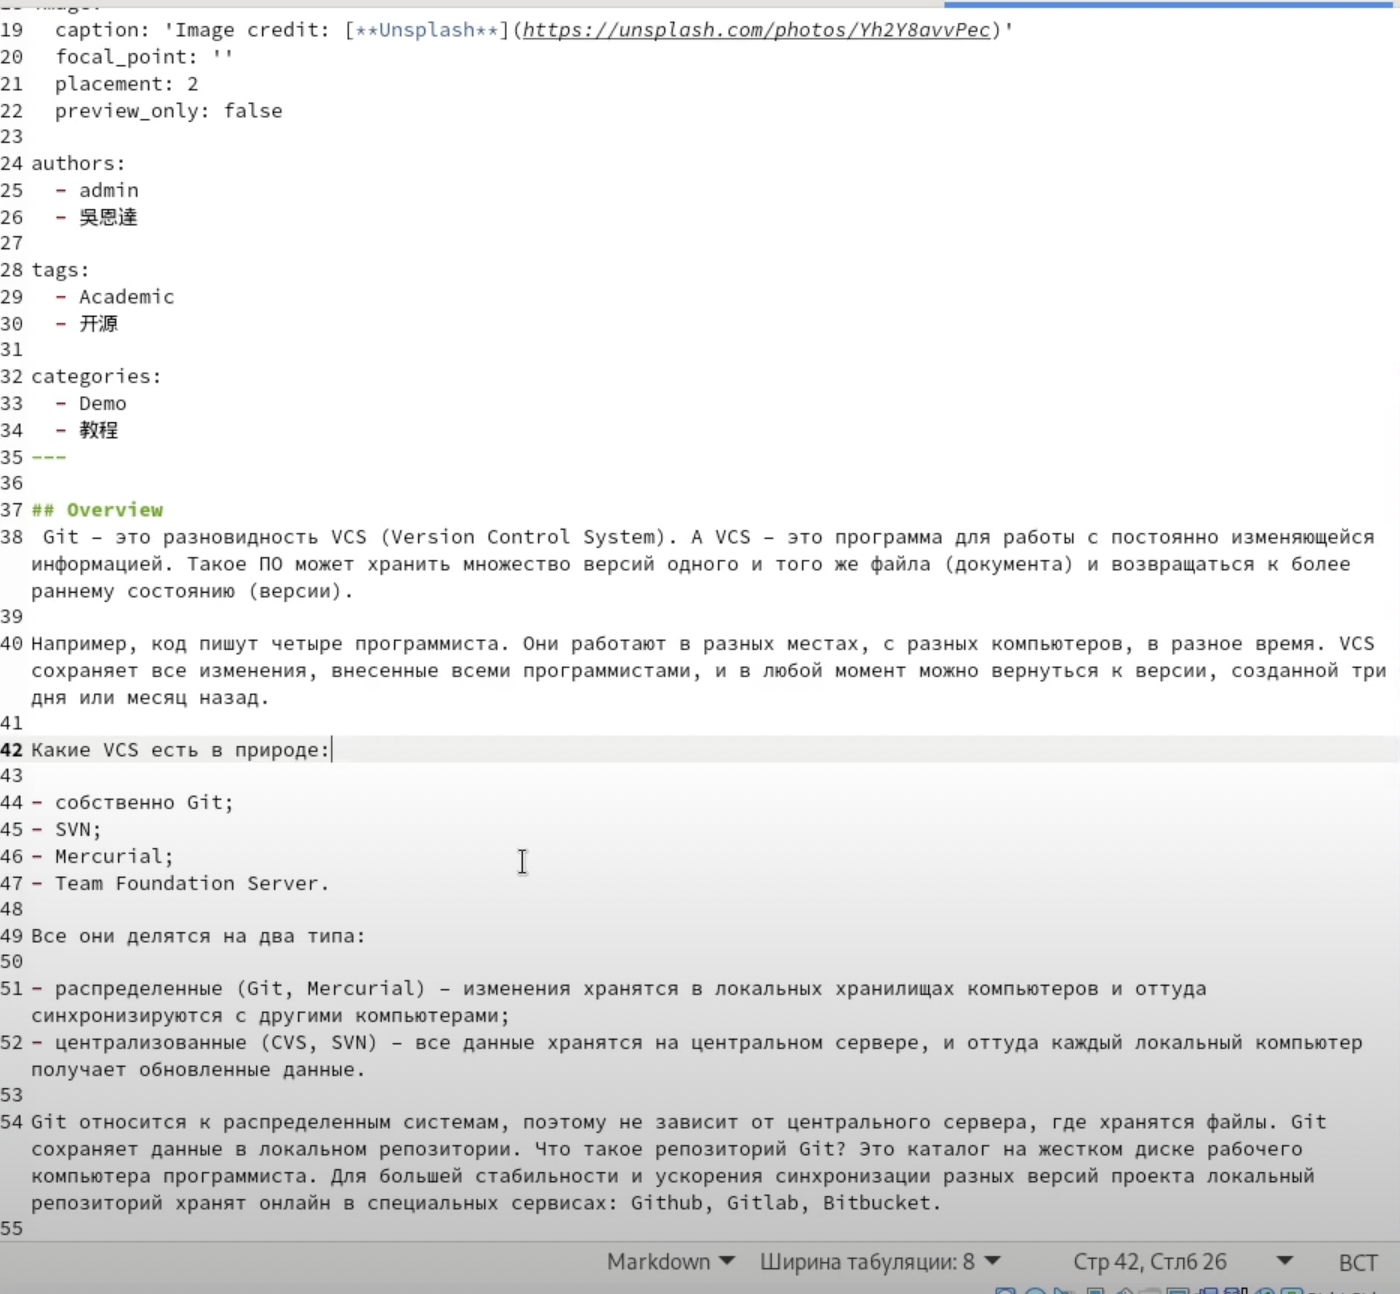 19 caption: 'Image credit: [**Unsplash**](https://unsplash.com/photos/Yh2Y8avvPec)'
20 focal_point: ''
21 placement: 2
22 preview_only: false
23
24 authors:
25 - admin
26 - 吳恩達
27
28 tags:
29 - Academic
30 - 开源
31
32 categories:
33 - Demo
34 - 教程
35 ---
36
37 ## Overview
38 Git – это разновидность VCS (Version Control System). А VCS – это программа для работы с постоянно изменяющейся
информацией. Такое ПО может хранить множество версий одного и того же файла (документа) и возвращаться к более
раннему состоянию (версии).
39
40 Например, код пишут четыре программиста. Они работают в разных местах, с разных компьютеров, в разное время. VCS
сохраняет все изменения, внесенные всеми программистами, и в любой момент можно вернуться к версии, созданной три
дня или месяц назад.
41
42 Какие VCS есть в природе:
43
44 - собственно Git;
45 - SVN;
46 - Mercurial;
47 - Team Foundation Server.
48
49 Все они делятся на два типа:
50
51 - распределенные (Git, Mercurial) – изменения хранятся в локальных хранилищах компьютеров и оттуда
синхронизируются с другими компьютерами;
52 - централизованные (CVS, SVN) – все данные хранятся на центральном сервере, и оттуда каждый локальный компьютер
получает обновленные данные.
53
54 Git относится к распределенным системам, поэтому не зависит от центрального сервера, где хранятся файлы. Git
сохраняет данные в локальном репозитории. Что такое репозиторий Git? Это каталог на жестком диске рабочего
компьютера программиста. Для большей стабильности и ускорения синхронизации разных версий проекта локальный
репозиторий хранят онлайн в специальных сервисах: Github, Gitlab, Bitbucket.
55
Markdown Ширина табуляции: 8 Стр 42, Стлб 26 ВСТ